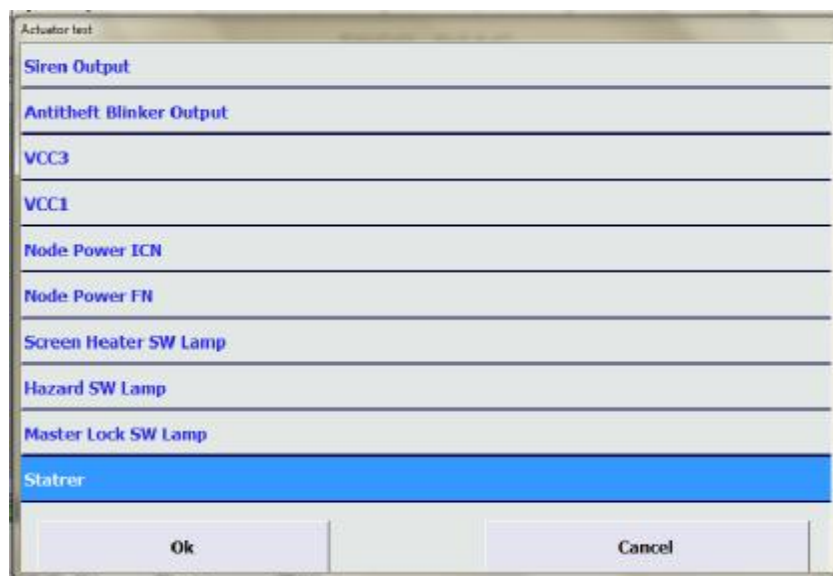 Actuator test
Siren Output
Antitheft Blinker Output
VCC3
VCC1
Node Power ICN
Node Power FN
Screen Heater SW Lamp
Hazard SW Lamp
Master Lock SW Lamp
Statrer
Ok
Cancel